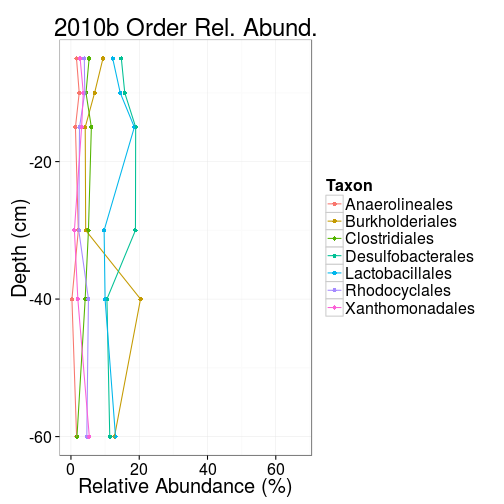 2010b Order Rel. Abund.
-20
-40
-60
0 20 40 60
Depth (cm)
Relative Abundance (%)
Taxon
Anaerolineales
Burkholderiales
Clostridiales
Desulfobacterales
Lactobacillales
Rhodocyclales
Xanthomonadales